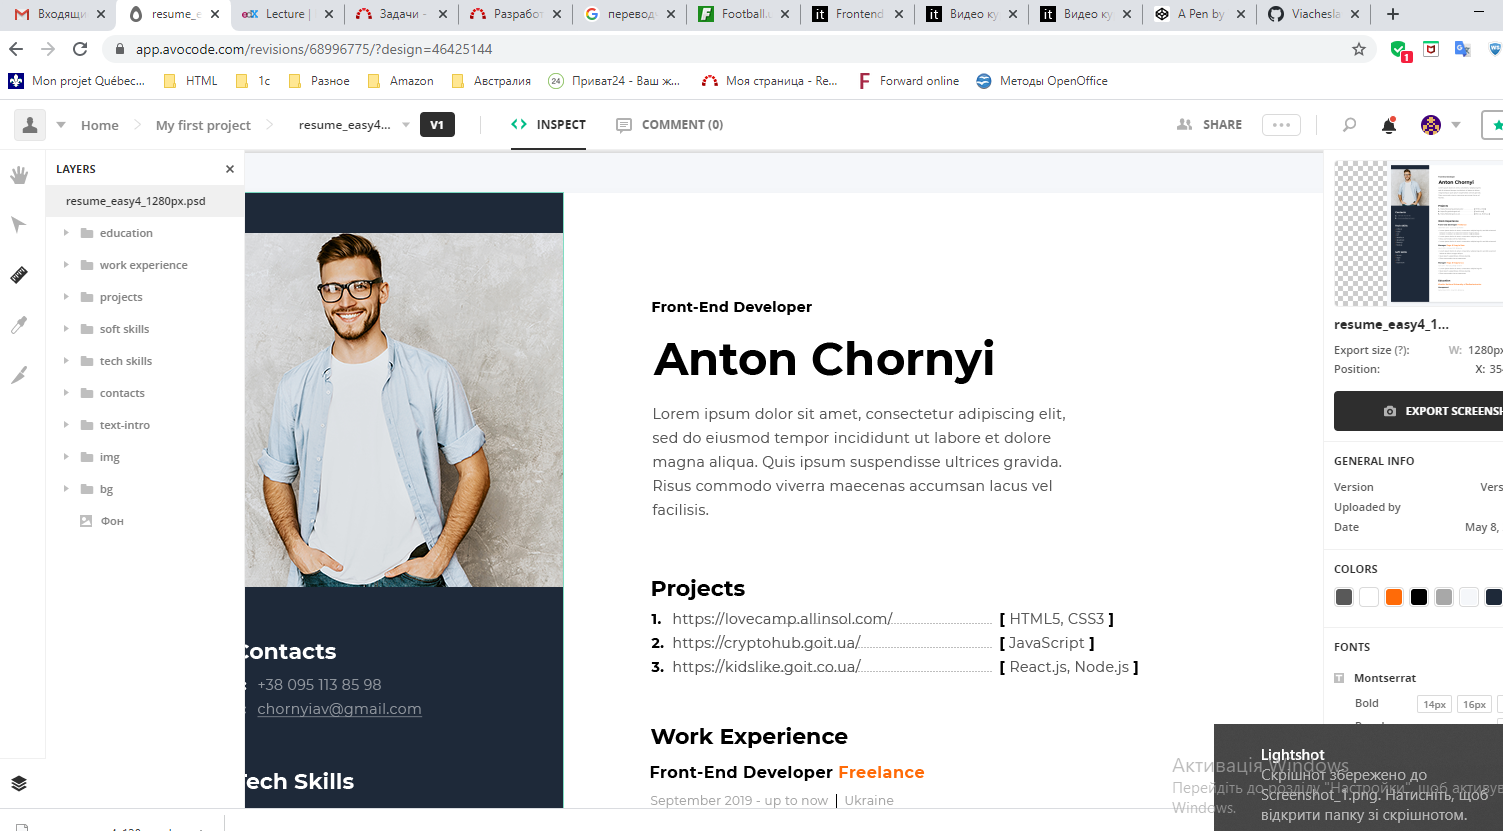 Входящи
resume_e
Lecture |
Задачи -
Разработ
перевод
Football.u
Frontend
Видео ку
Видео ку
A Pen by
Viachesla
app.avocode.com/revisions/68996775/?design=46425144
1
Mon projet Québec...
HTML
1c
Разное
Amazon
Австралия
24 Приват24 - Ваш ж...
Моя страница - Re...
Forward online
Методы OpenOffice
Home
My first project
resume_easy4...
V1
INSPECT
COMMENT (0)
SHARE
LAYERS
resume_easy4_1280px.psd
education
work experience
projects
soft skills
tech skills
contacts
text-intro
img
bg
Фон
Front-End Developer
Anton Chornyi
Lorem ipsum dolor sit amet, consectetur adipiscing elit,
sed do eiusmod tempor incididunt ut labore et dolore
magna aliqua. Quis ipsum suspendisse ultrices gravida.
Risus commodo viverra maecenas accumsan lacus vel
facilisis.
Projects
1. https://lovecamp.allinsol.com/ [ HTML5, CSS3 ]
2. https://cryptohub.goit.ua/ [ JavaScript ]
3. https://kidslike.goit.co.ua/ [ React.js, Node.js ]
Contacts
+38 095 113 85 98
chornyiav@gmail.com
Tech Skills
Work Experience
Front-End Developer Freelance
September 2019 - up to now | Ukraine
Anton Chornyi
resume_easy4_1...
Export size (?): W: 1280px
Position: X: 354
EXPORT SCREENSH
GENERAL INFO
Version Vers
Uploaded by
Date May 8,
COLORS
FONTS
Montserrat
Bold 14px 16px
Активація Windows
Перейдіть до розділу "Настройки", щоб активув
Windows.
Lightshot
Скріншот збережено до
Screenshot_1.png. Натисніть, щоб
відкрити папку зі скріншотом.